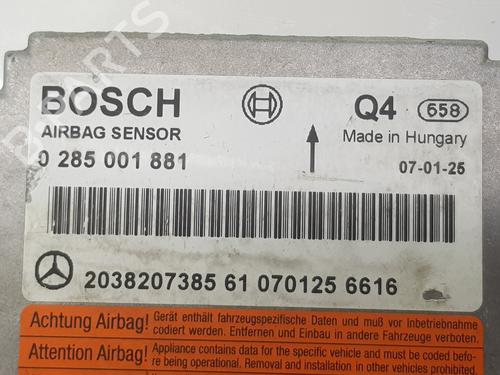 BOSCH
Q4 658
AIRBAG SENSOR
Made in Hungary
0 285 001 881
07-01-25
2038207385 61 070125 6616
Achtung Airbag! Gerät enthält fahrzeugspezifische Daten und muß vor Inbetriebnahme
codiert werden. Entfernen und Einbau in andere Fahrzeuge verboten.
Attention Airbag! Appliance contains data for the specific vehicle and must be coded befo-
re being operational. Removal and installation in other vehicles prohibited.